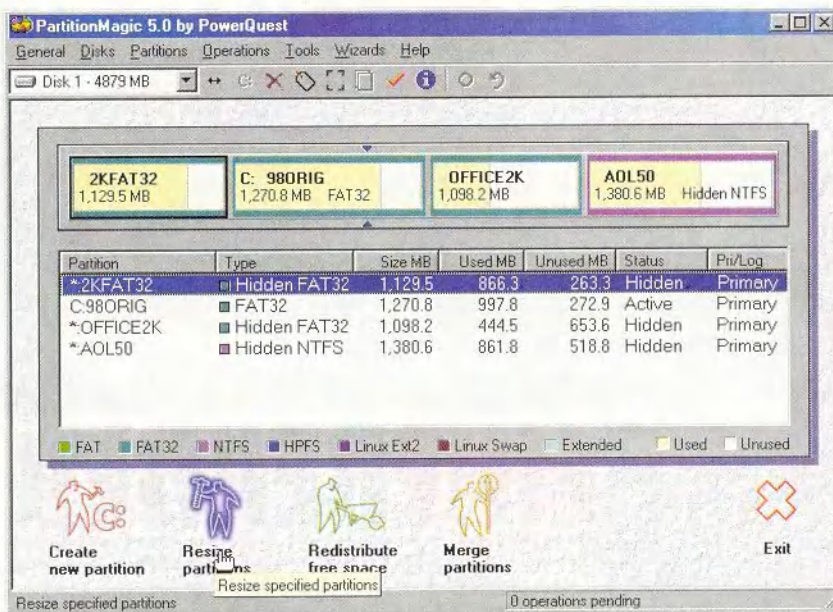 PartitionMagic 5.0 by PowerQuest
General Disks Partitions Operations Tools Wizards Help
Disk 1 - 4879 MB
2KFAT32
1,129.5 MB
C: 98ORIG
1,270.8 MB FAT32
OFFICE2K
1,098.2 MB
AOL50
1,380.6 MB Hidden NTFS
Partition Type Size MB Used MB Unused MB Status Pri/Log
*:2KFAT32 Hidden FAT32 1,129.5 866.3 263.3 Hidden Primary
C:98ORIG FAT32 1,270.8 997.8 272.9 Active Primary
*:OFFICE2K Hidden FAT32 1,098.2 444.5 653.6 Hidden Primary
*:AOL50 Hidden NTFS 1,380.6 861.8 518.8 Hidden Primary
FAT FAT32 NTFS HPFS Linux Ext2 Linux Swap Extended Used Unused
C:
Create
new partition
Resize
partitions
Redistribute
free space
Merge
partitions
Exit
Resize specified partitions
Resize specified partitions
0 operations pending